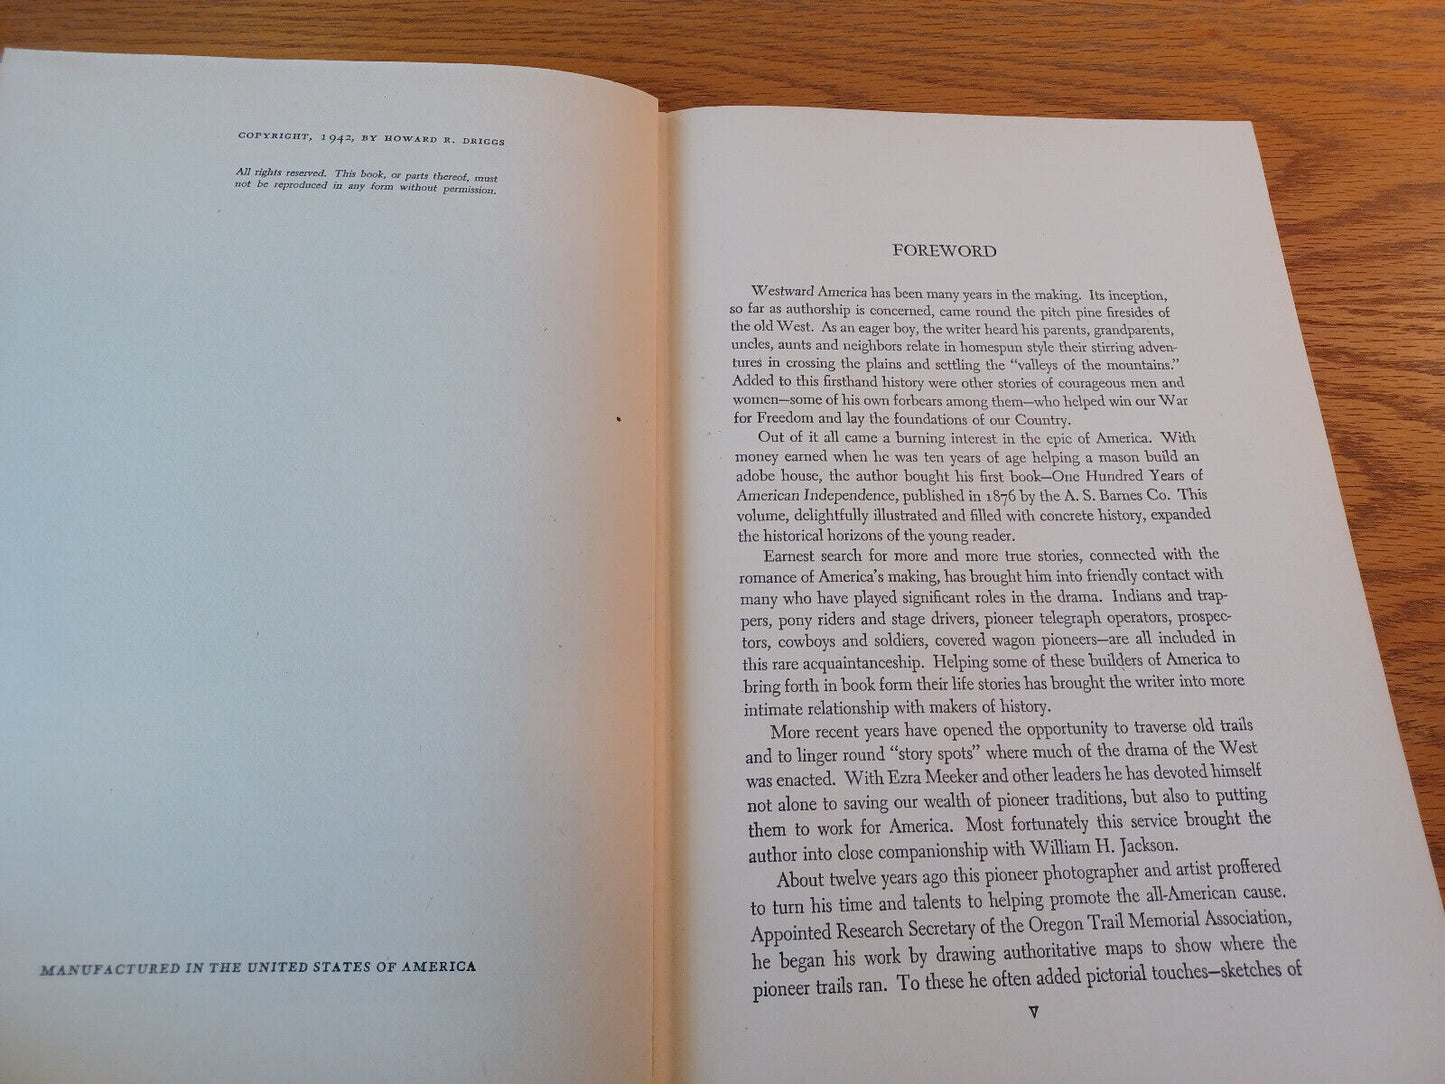 COPYRIGHT, 1942, BY HOWARD R. DRIGGS
All rights reserved. This book, or parts thereof, must
not be reproduced in any form without permission.
MANUFACTURED IN THE UNITED STATES OF AMERICA
FOREWORD
Westward America has been many years in the making. Its inception,
so far as authorship is concerned, came round the pitch pine firesides of
the old West. As an eager boy, the writer heard his parents, grandparents,
uncles, aunts and neighbors relate in homespun style their stirring adven-
tures in crossing the plains and settling the "valleys of the mountains."
Added to this firsthand history were other stories of courageous men and
women—some of his own forbears among them—who helped win our War
for Freedom and lay the foundations of our Country.
Out of it all came a burning interest in the epic of America. With
money earned when he was ten years of age helping a mason build an
adobe house, the author bought his first book—One Hundred Years of
American Independence, published in 1876 by the A. S. Barnes Co. This
volume, delightfully illustrated and filled with concrete history, expanded
the historical horizons of the young reader.
Earnest search for more and more true stories, connected with the
romance of America's making, has brought him into friendly contact with
many who have played significant roles in the drama. Indians and trap-
pers, pony riders and stage drivers, pioneer telegraph operators, prospec-
tors, cowboys and soldiers, covered wagon pioneers—are all included in
this rare acquaintanceship. Helping some of these builders of America to
bring forth in book form their life stories has brought the writer into more
intimate relationship with makers of history.
More recent years have opened the opportunity to traverse old trails
and to linger round "story spots" where much of the drama of the West
was enacted. With Ezra Meeker and other leaders he has devoted himself
not alone to saving our wealth of pioneer traditions, but also to putting
them to work for America. Most fortunately this service brought the
author into close companionship with William H. Jackson.
About twelve years ago this pioneer photographer and artist proffered
to turn his time and talents to helping promote the all-American cause.
Appointed Research Secretary of the Oregon Trail Memorial Association,
he began his work by drawing authoritative maps to show where the
pioneer trails ran. To these he often added pictorial touches—sketches of
v